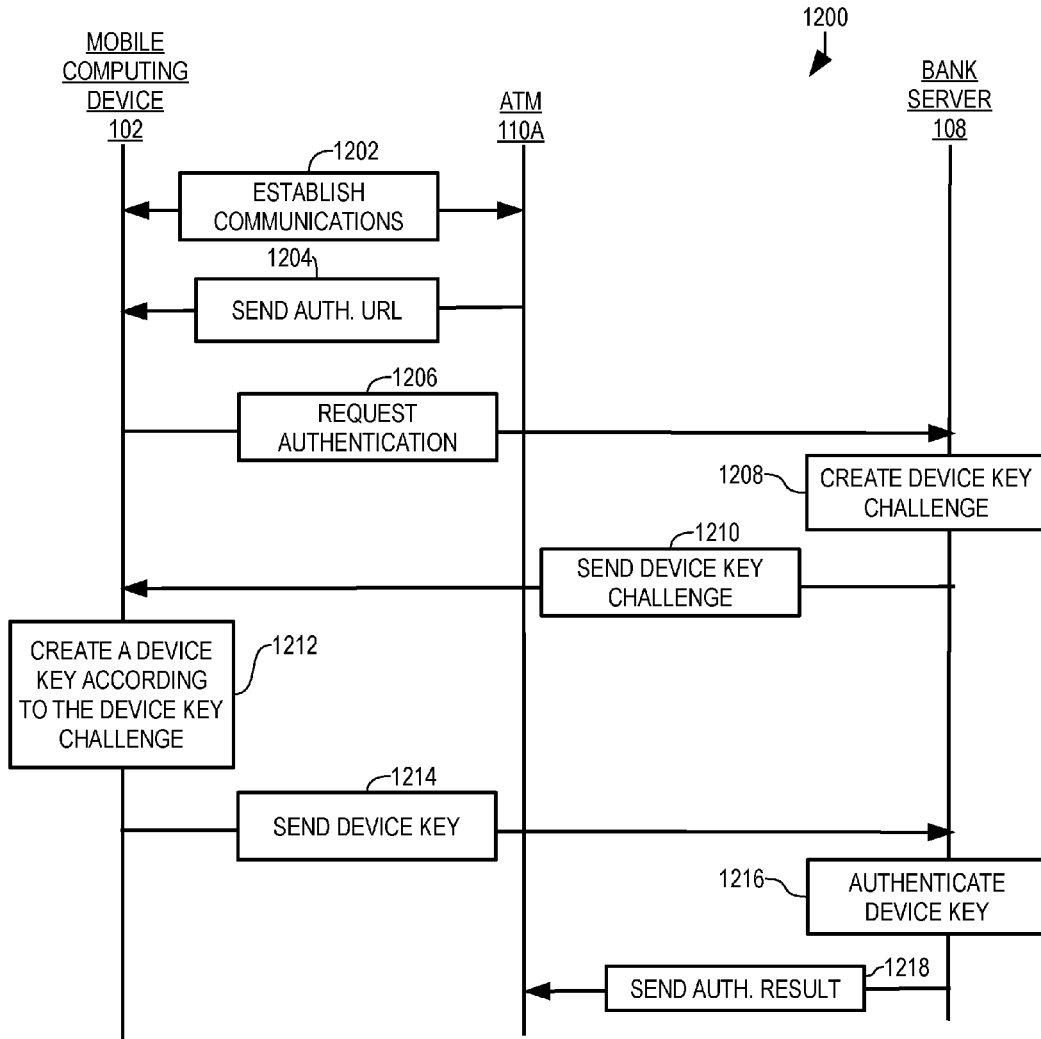 1200
MOBILE
COMPUTING
DEVICE
102
ATM
110A
BANK
SERVER
108
1202
ESTABLISH
COMMUNICATIONS
1204
SEND AUTH. URL
1206
REQUEST
AUTHENTICATION
1208
CREATE DEVICE KEY
CHALLENGE
1210
SEND DEVICE KEY
CHALLENGE
CREATE A DEVICE
KEY ACCORDING
TO THE DEVICE KEY
CHALLENGE
1212
1214
SEND DEVICE KEY
1216
AUTHENTICATE
DEVICE KEY
1218
SEND AUTH. RESULT